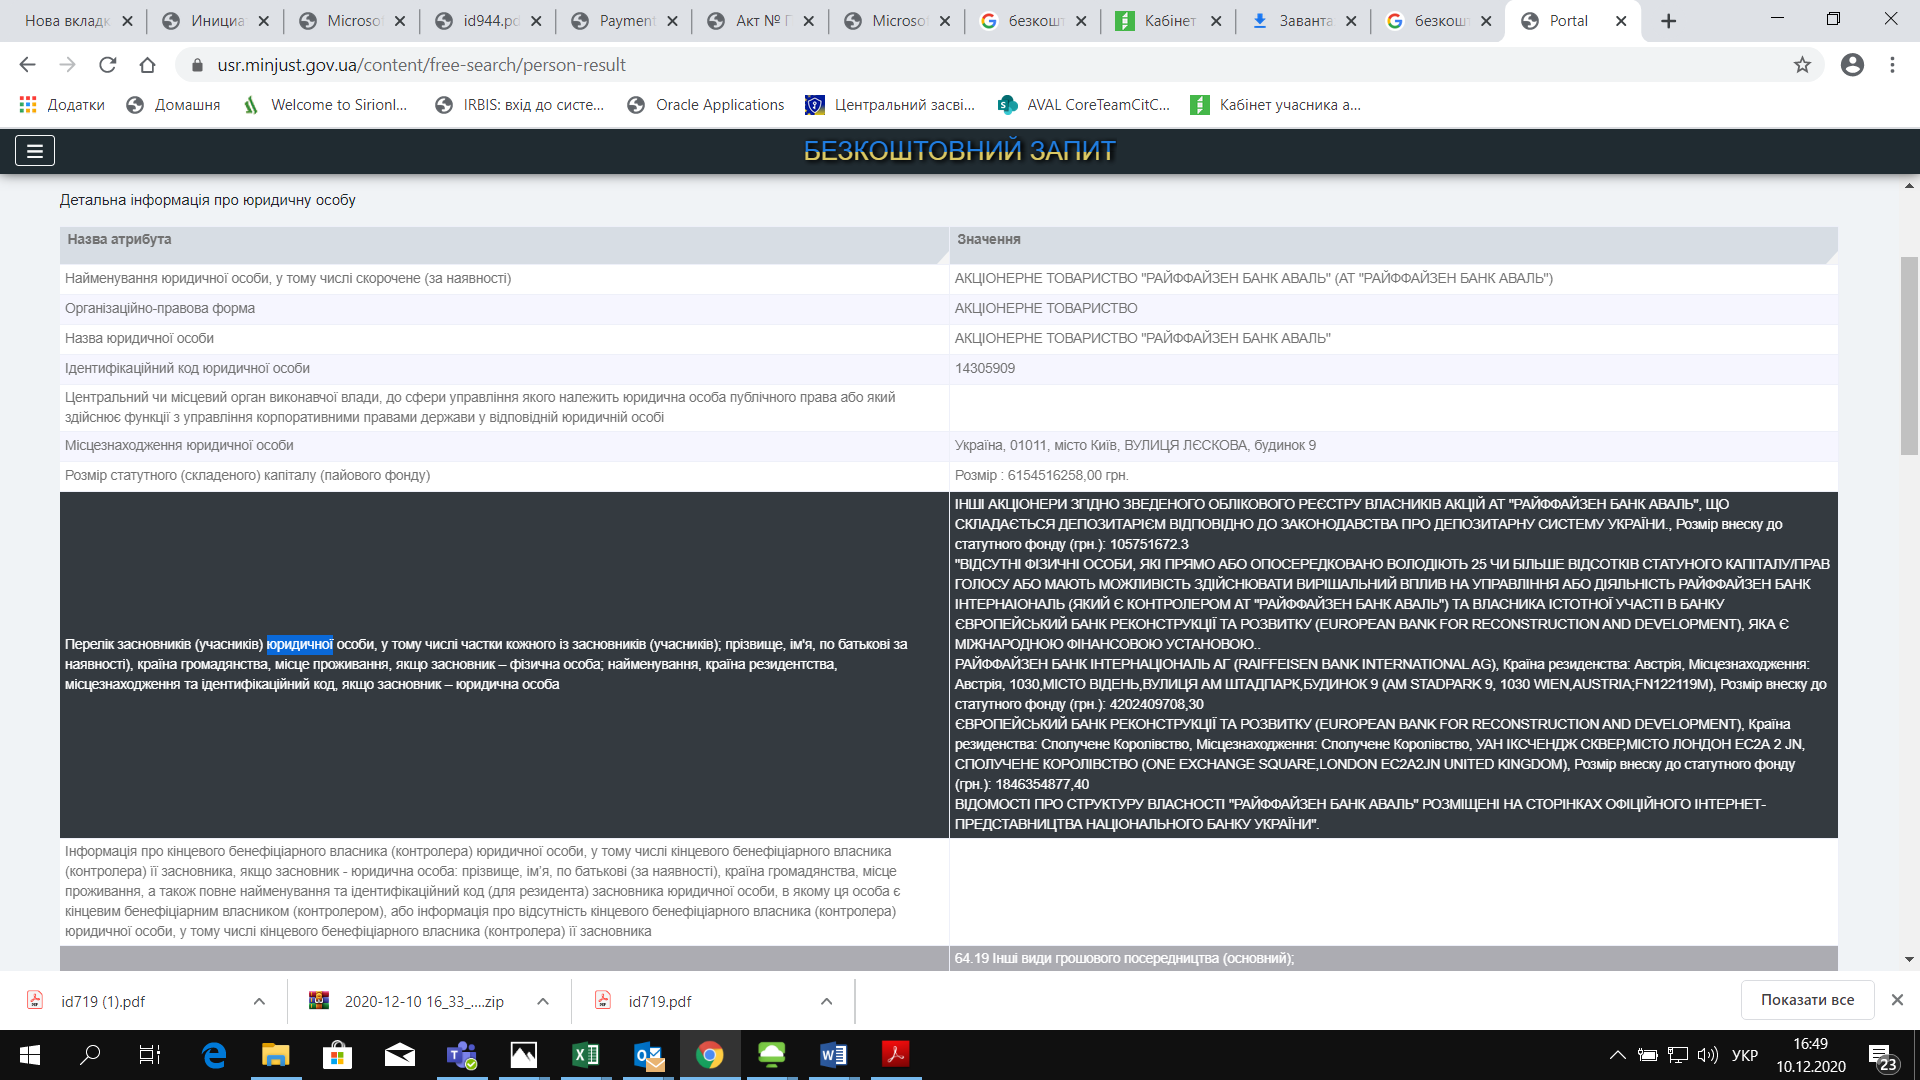 Нова вкладк
Инициа
Microsof
id944.pd
Payment
Акт № П
Microsof
безкошт
Кабінет
Заванта
безкошт
Portal
usr.minjust.gov.ua/content/free-search/person-result
Додатки
Домашня
Welcome to Sirionl...
IRBIS: вхід до систе...
Oracle Applications
Центральний засві...
AVAL CoreTeamCitC...
Кабінет учасника а...
БЕЗКОШТОВНИЙ ЗАПИТ
Детальна інформація про юридичну особу
Назва атрибута
Значення
Найменування юридичної особи, у тому числі скорочене (за наявності)
АКЦІОНЕРНЕ ТОВАРИСТВО "РАЙФФАЙЗЕН БАНК АВАЛЬ" (АТ "РАЙФФАЙЗЕН БАНК АВАЛЬ")
Організаційно-правова форма
АКЦІОНЕРНЕ ТОВАРИСТВО
Назва юридичної особи
АКЦІОНЕРНЕ ТОВАРИСТВО "РАЙФФАЙЗЕН БАНК АВАЛЬ"
Ідентифікаційний код юридичної особи
14305909
Центральний чи місцевий орган виконавчої влади, до сфери управління якого належить юридична особа публічного права або який
здійснює функції з управління корпоративними правами держави у відповідній юридичній особі
Місцезнаходження юридичної особи
Україна, 01011, місто Київ, ВУЛИЦЯ ЛЄСКОВА, будинок 9
Розмір статутного (складеного) капіталу (пайового фонду)
Розмір : 6154516258,00 грн.
Перелік засновників (учасників) юридичної особи, у тому числі частки кожного із засновників (учасників); прізвище, ім'я, по батькові за
наявності), країна громадянства, місце проживання, якщо засновник – фізична особа; найменування, країна резидентства,
місцезнаходження та ідентифікаційний код, якщо засновник – юридична особа
ІНШІ АКЦІОНЕРИ ЗГІДНО ЗВЕДЕНОГО ОБЛІКОВОГО РЕЄСТРУ ВЛАСНИКІВ АКЦІЙ АТ "РАЙФФАЙЗЕН БАНК АВАЛЬ", ЩО
СКЛАДАЄТЬСЯ ДЕПОЗИТАРІЄМ ВІДПОВІДНО ДО ЗАКОНОДАВСТВА ПРО ДЕПОЗИТАРНУ СИСТЕМУ УКРАЇНИ., Розмір внеску до
статутного фонду (грн.): 105751672.3
"ВІДСУТНІ ФІЗИЧНІ ОСОБИ, ЯКІ ПРЯМО АБО ОПОСЕРЕДКОВАНО ВОЛОДІЮТЬ 25 ЧИ БІЛЬШЕ ВІДСОТКІВ СТАТУНОГО КАПІТАЛУ/ПРАВ
ГОЛОСУ АБО МАЮТЬ МОЖЛИВІСТЬ ЗДІЙСНЮВАТИ ВИРІШАЛЬНИЙ ВПЛИВ НА УПРАВЛІННЯ АБО ДІЯЛЬНІСТЬ РАЙФФАЙЗЕН БАНК
ІНТЕРНАІОНАЛЬ (ЯКИЙ Є КОНТРОЛЕРОМ АТ "РАЙФФАЙЗЕН БАНК АВАЛЬ") ТА ВЛАСНИКА ІСТОТНОЇ УЧАСТІ В БАНКУ
ЄВРОПЕЙСЬКИЙ БАНК РЕКОНСТРУКЦІЇ ТА РОЗВИТКУ (EUROPEAN BANK FOR RECONSTRUCTION AND DEVELOPMENT), ЯКА Є
МІЖНАРОДНОЮ ФІНАНСОВОЮ УСТАНОВОЮ..
РАЙФФАЙЗЕН БАНК ІНТЕРНАЦІОНАЛЬ АГ (RAIFFEISEN BANK INTERNATIONAL AG), Країна резиденства: Австрія, Місцезнаходження:
Австрія, 1030,МІСТО ВІДЕНЬ,ВУЛИЦЯ АМ ШТАДПАРК,БУДИНОК 9 (AM STADPARK 9, 1030 WIEN,AUSTRIA;FN122119M), Розмір внеску до
статутного фонду (грн.): 4202409708,30
ЄВРОПЕЙСЬКИЙ БАНК РЕКОНСТРУКЦІЇ ТА РОЗВИТКУ (EUROPEAN BANK FOR RECONSTRUCTION AND DEVELOPMENT), Країна
резиденства: Сполучене Королівство, Місцезнаходження: Сполучене Королівство, УАН ІКСЧЕНДЖ СКВЕР,МІСТО ЛОНДОН EC2A 2 JN,
СПОЛУЧЕНЕ КОРОЛІВСТВО (ONE EXCHANGE SQUARE,LONDON EC2A2JN UNITED KINGDOM), Розмір внеску до статутного фонду
(грн.): 1846354877,40
ВІДОМОСТІ ПРО СТРУКТУРУ ВЛАСНОСТІ "РАЙФФАЙЗЕН БАНК АВАЛЬ" РОЗМІЩЕНІ НА СТОРІНКАХ ОФІЦІЙНОГО ІНТЕРНЕТ-
ПРЕДСТАВНИЦТВА НАЦІОНАЛЬНОГО БАНКУ УКРАЇНИ".
Інформація про кінцевого бенефіціарного власника (контролера) юридичної особи, у тому числі кінцевого бенефіціарного власника
(контролера) її засновника, якщо засновник - юридична особа: прізвище, ім'я, по батькові (за наявності), країна громадянства, місце
проживання, а також повне найменування та ідентифікаційний код (для резидента) засновника юридичної особи, в якому ця особа є
кінцевим бенефіціарним власником (контролером), або інформація про відсутність кінцевого бенефіціарного власника (контролера)
юридичної особи, у тому числі кінцевого бенефіціарного власника (контролера) її засновника
64.19 Інші види грошового посередництва (основний);
id719 (1).pdf
2020-12-10 16_33_....zip
id719.pdf
Показати все
УКР
16:49
10.12.2020
23